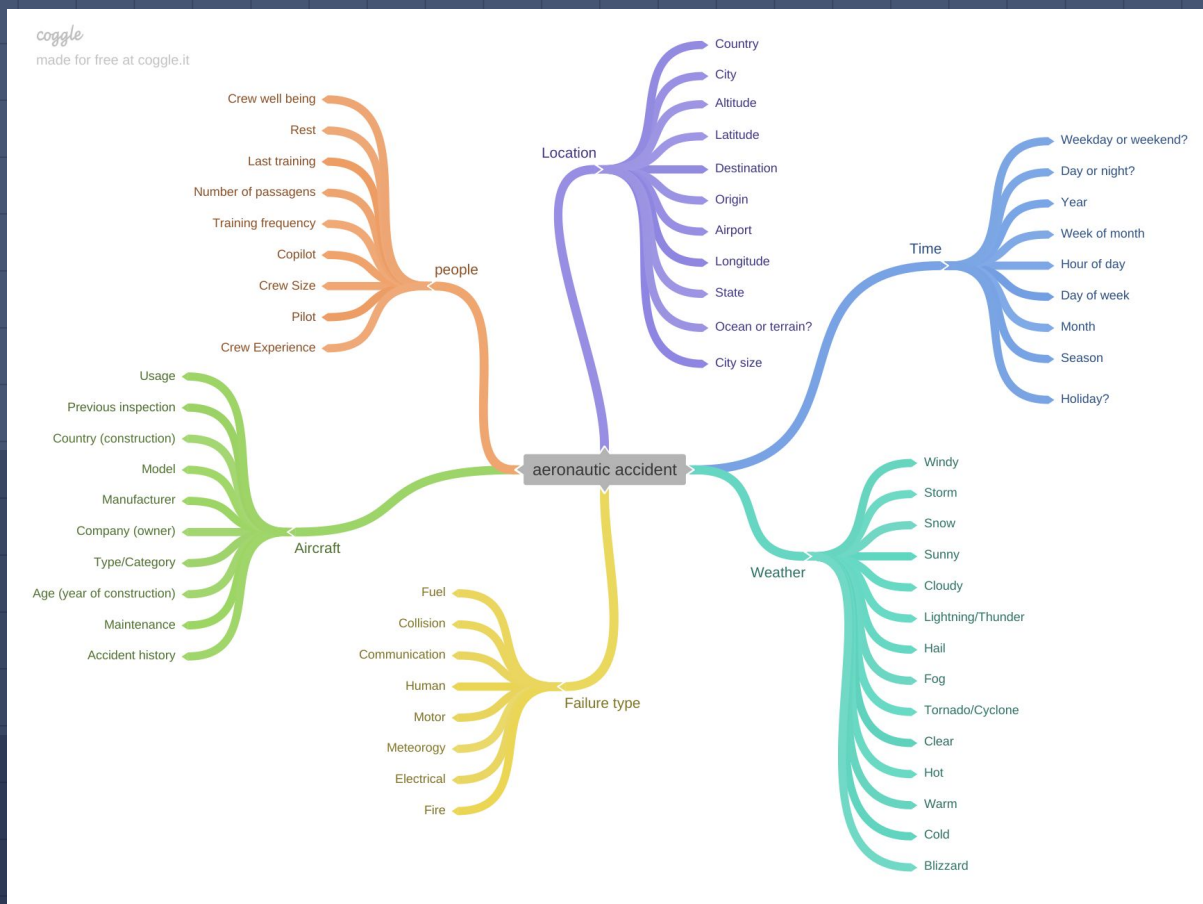 coggle
made for free at coggle.it
Crew well being
Rest
Last training
Number of passagens
Training frequency
Copilot
Crew Size
Pilot
Crew Experience
people
Location
Country
City
Altitude
Latitude
Destination
Origin
Airport
Longitude
State
Ocean or terrain?
City size
Time
Weekday or weekend?
Day or night?
Year
Week of month
Hour of day
Day of week
Month
Season
Holiday?
aeronautic accident
Usage
Previous inspection
Country (construction)
Model
Manufacturer
Company (owner)
Type/Category
Age (year of construction)
Maintenance
Accident history
Aircraft
Fuel
Collision
Communication
Human
Motor
Meteorogy
Electrical
Fire
Failure type
Weather
Windy
Storm
Snow
Sunny
Cloudy
Lightning/Thunder
Hail
Fog
Tornado/Cyclone
Clear
Hot
Warm
Cold
Blizzard